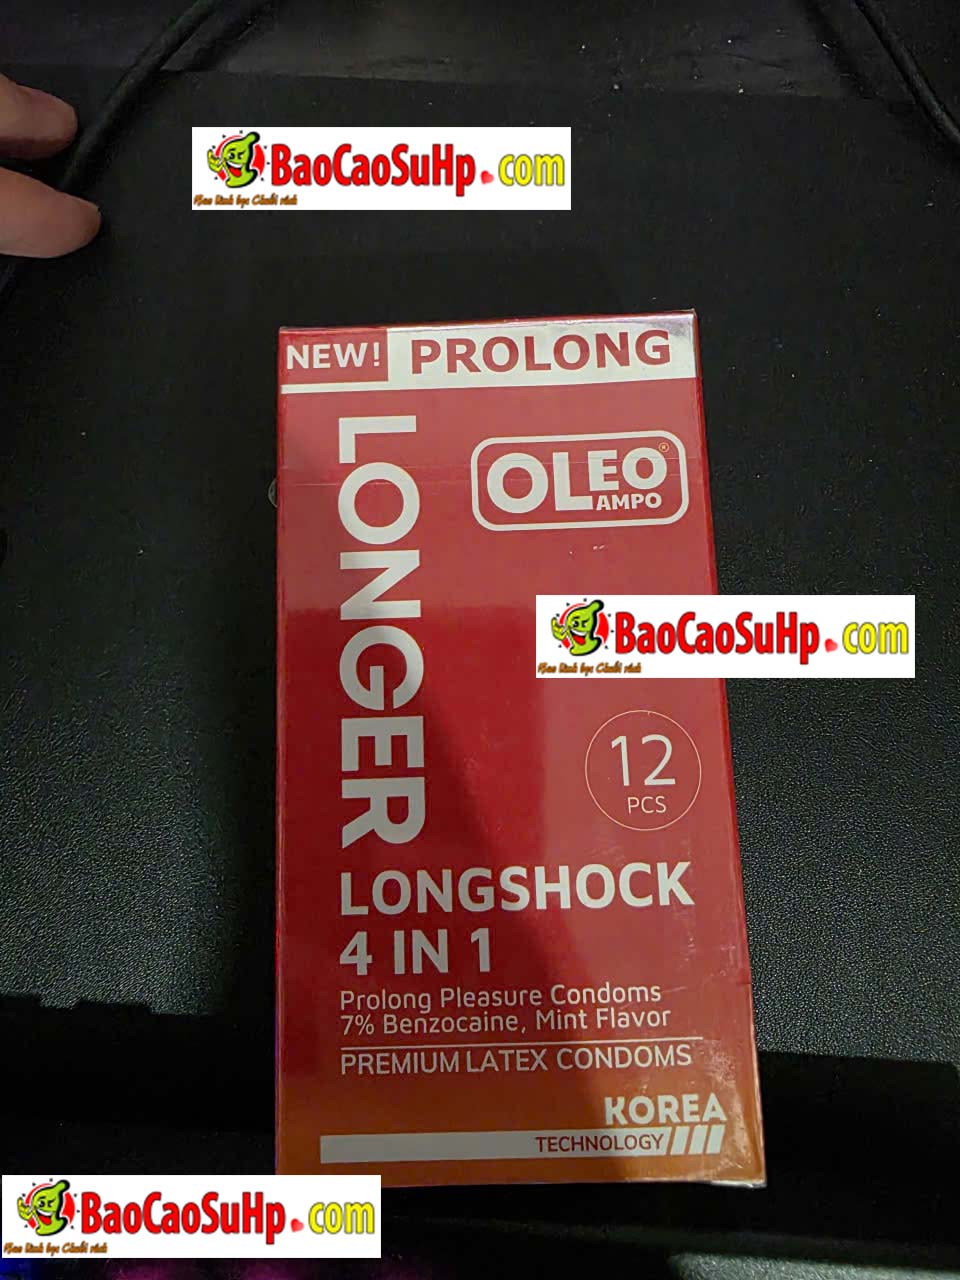 BaoCaoSuHp.com
NEW! PROLONG
LONGER
OLEO®
AMPO
BaoCaoSuHp.com
12
PCS
LONGSHOCK
4 IN 1
Prolong Pleasure Condoms
7% Benzocaine, Mint Flavor
PREMIUM LATEX CONDOMS
KOREA
TECHNOLOGY
BaoCaoSuHp.com